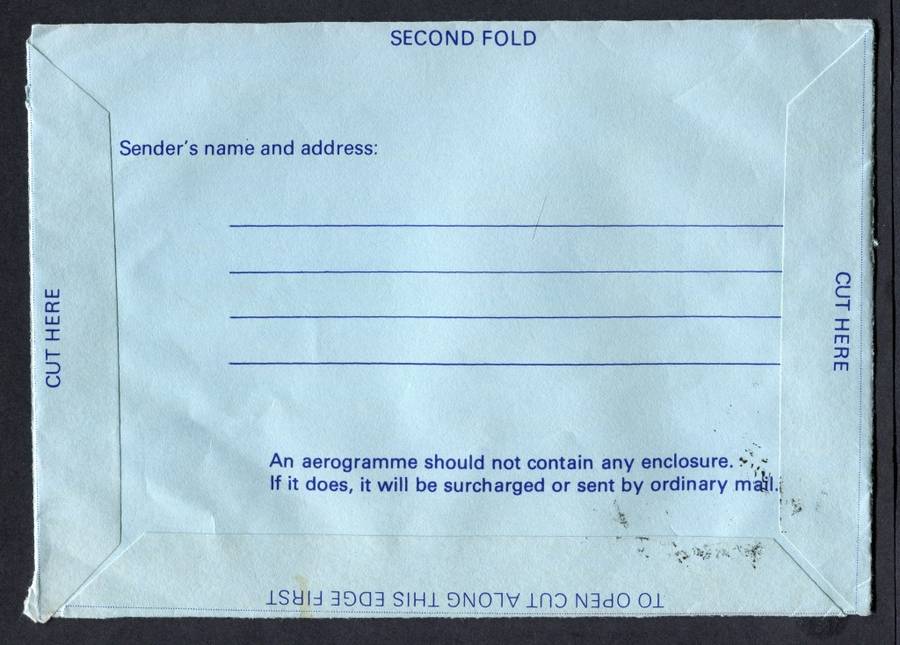 SECOND FOLD
Sender's name and address:
CUT HERE
CUT HERE
An aerogramme should not contain any enclosure.
If it does, it will be surcharged or sent by ordinary mail.
TO OPEN CUT ALONG THIS EDGE FIRST